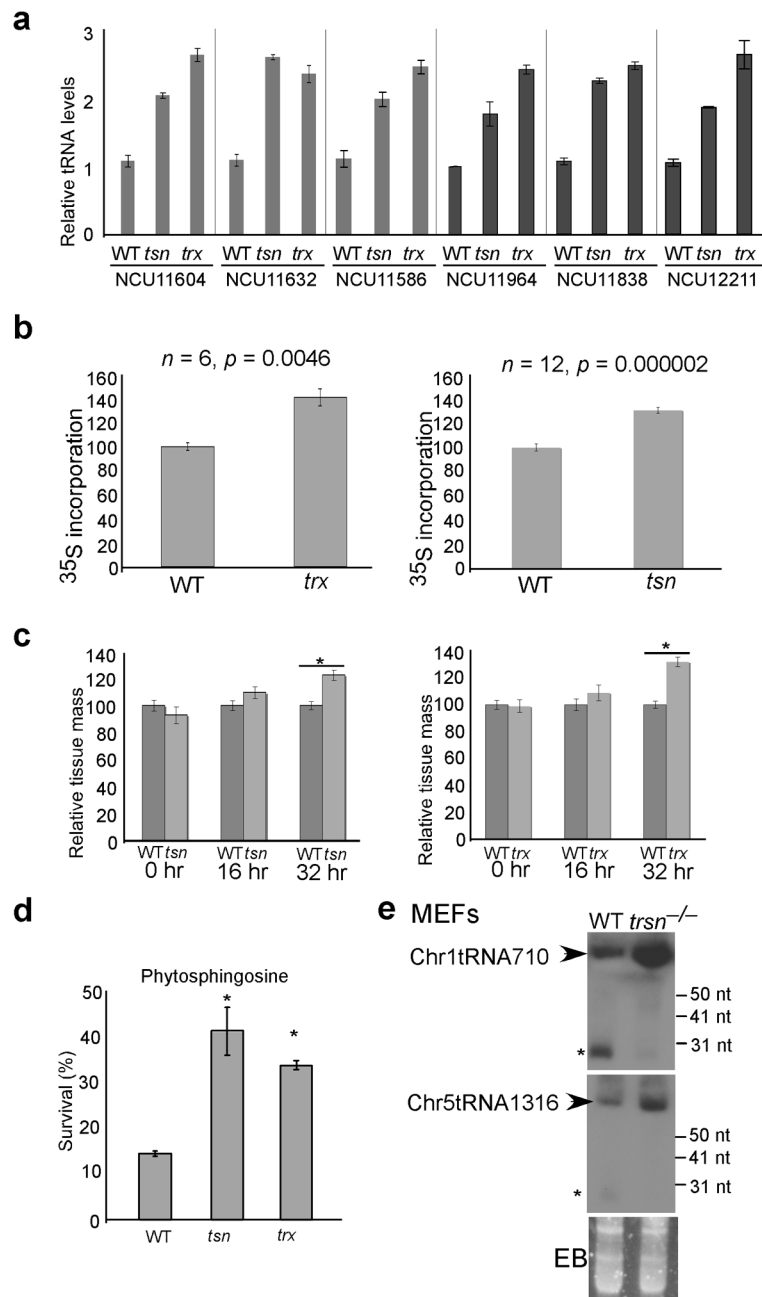 a
Relative tRNA levels
3
2
1
0
WT tsn trx WT tsn trx WT tsn trx WT tsn trx WT tsn trx WT tsn trx
NCU11604 NCU11632 NCU11586 NCU11964 NCU11838 NCU12211
b
n = 6, p = 0.0046
35S incorporation
160
140
120
100
80
60
40
20
0
WT trx
n = 12, p = 0.000002
35S incorporation
160
140
120
100
80
60
40
20
0
WT tsn
c
Relative tissue mass
140
120
100
80
60
40
20
0
*
WT tsn WT tsn WT tsn
0 hr 16 hr 32 hr
Relative tissue mass
140
120
100
80
60
40
20
0
*
WT trx WT trx WT trx
0 hr 16 hr 32 hr
d
Phytosphingosine
Survival (%)
50
40
30
20
10
0
* *
WT tsn trx
e MEFs
WT trsn–/–
Chr1tRNA710
50 nt
41 nt
31 nt
*
Chr5tRNA1316
50 nt
41 nt
31 nt
*
EB